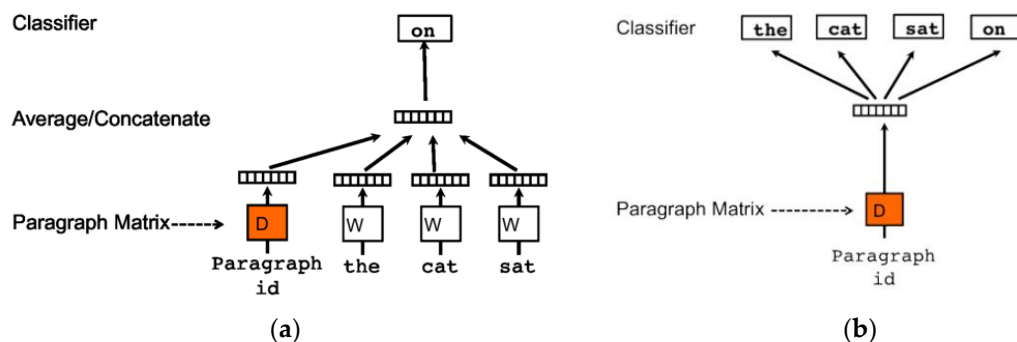 Classifier
on
Average/Concatenate
Paragraph Matrix
D
W
W
W
Paragraph
id
the
cat
sat
(a)
Classifier
the
cat
sat
on
Paragraph Matrix
D
Paragraph
id
(b)